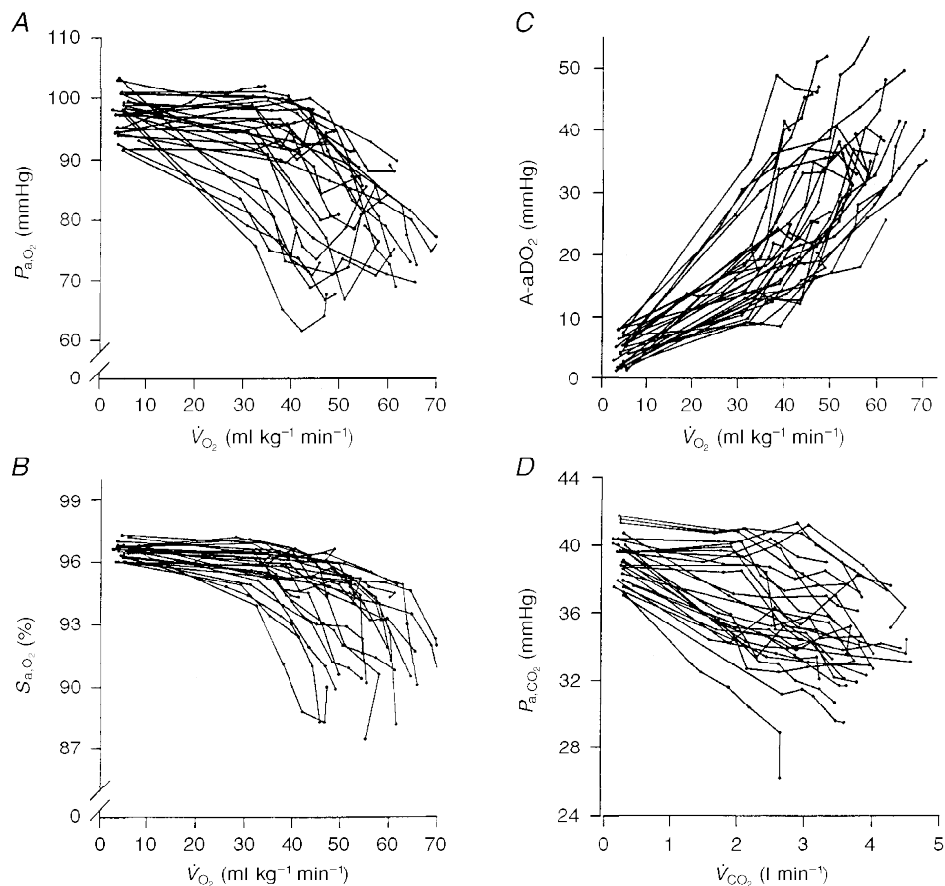 A
110
100
90
80
70
60
0
P a,O₂ (mmHg)
0 10 20 30 40 50 60 70
V̇ O₂ (ml kg⁻¹ min⁻¹)
C
50
40
30
20
10
0
A-aDO₂ (mmHg)
0 10 20 30 40 50 60 70
V̇ O₂ (ml kg⁻¹ min⁻¹)
B
99
96
93
90
87
0
S a,O₂ (%)
0 10 20 30 40 50 60 70
V̇ O₂ (ml kg⁻¹ min⁻¹)
D
44
40
36
32
28
24
P a,CO₂ (mmHg)
0 1 2 3 4 5
V̇ CO₂ (l min⁻¹)